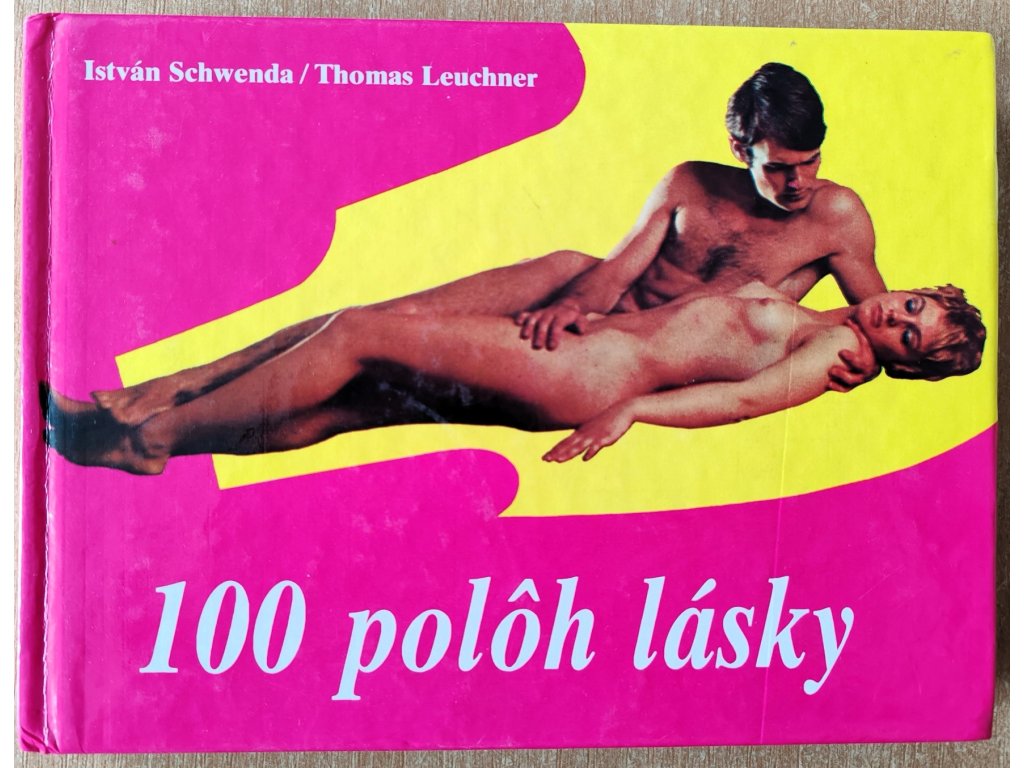 István Schwenda / Thomas Leuchner
100 polôh lásky